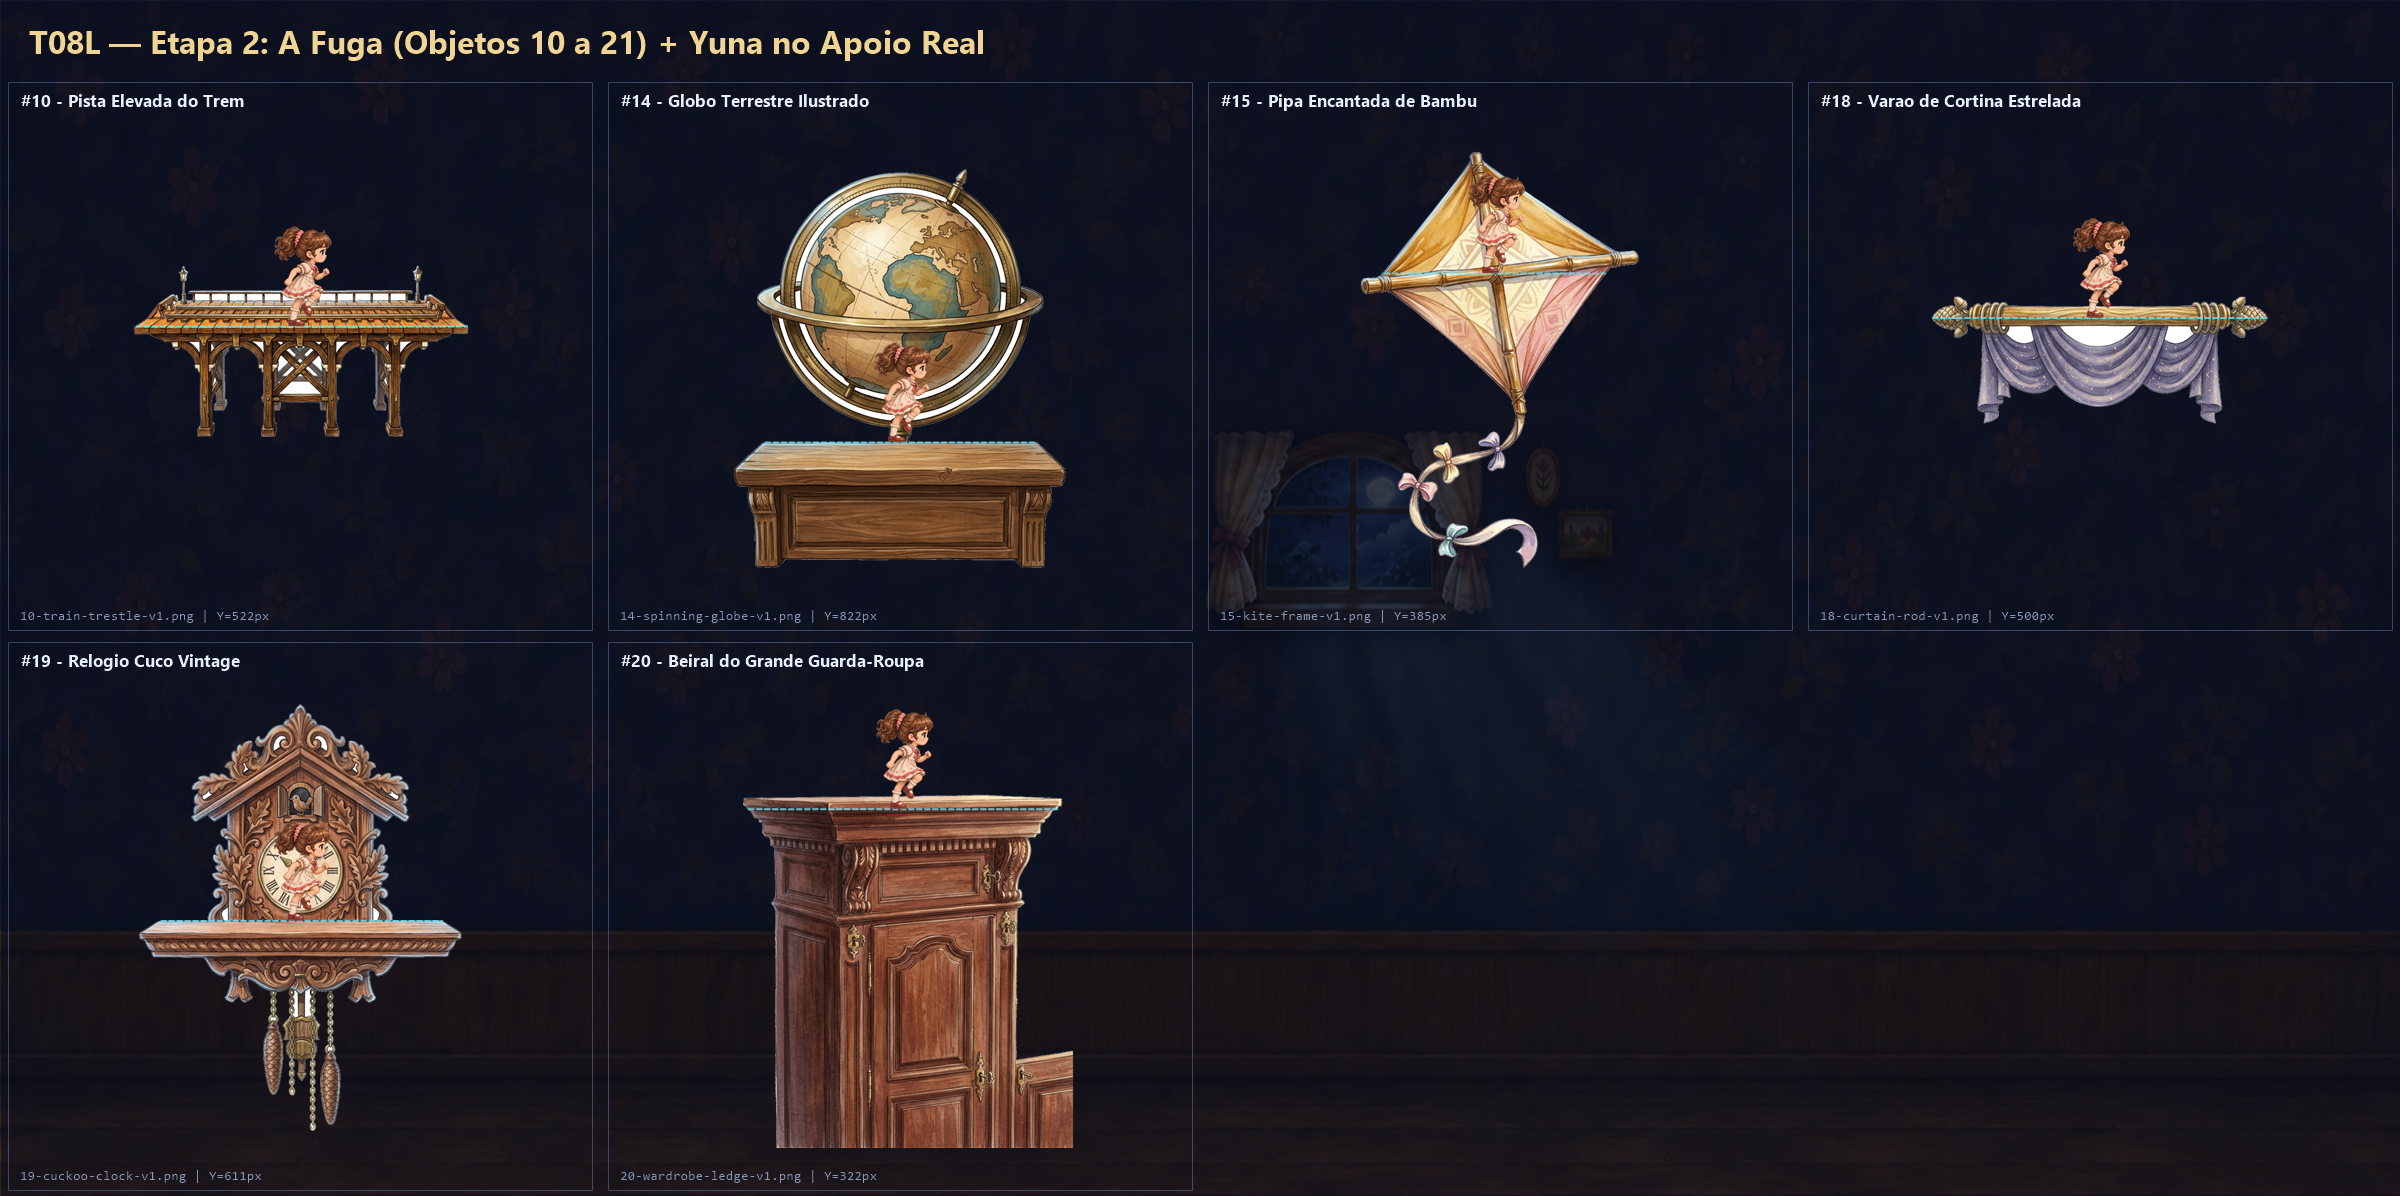 T08L — Etapa 2: A Fuga (Objetos 10 a 21) + Yuna no Apoio Real
#10 - Pista Elevada do Trem
#14 - Globo Terrestre Ilustrado
#15 - Pipa Encantada de Bambu
#18 - Varao de Cortina Estrelada
10-train-trestle-v1.png | Y=522px
14-spinning-globe-v1.png | Y=822px
15-kite-frame-v1.png | Y=385px
18-curtain-rod-v1.png | Y=500px
#19 - Relogio Cuco Vintage
#20 - Beiral do Grande Guarda-Roupa
19-cuckoo-clock-v1.png | Y=611px
20-wardrobe-ledge-v1.png | Y=322px